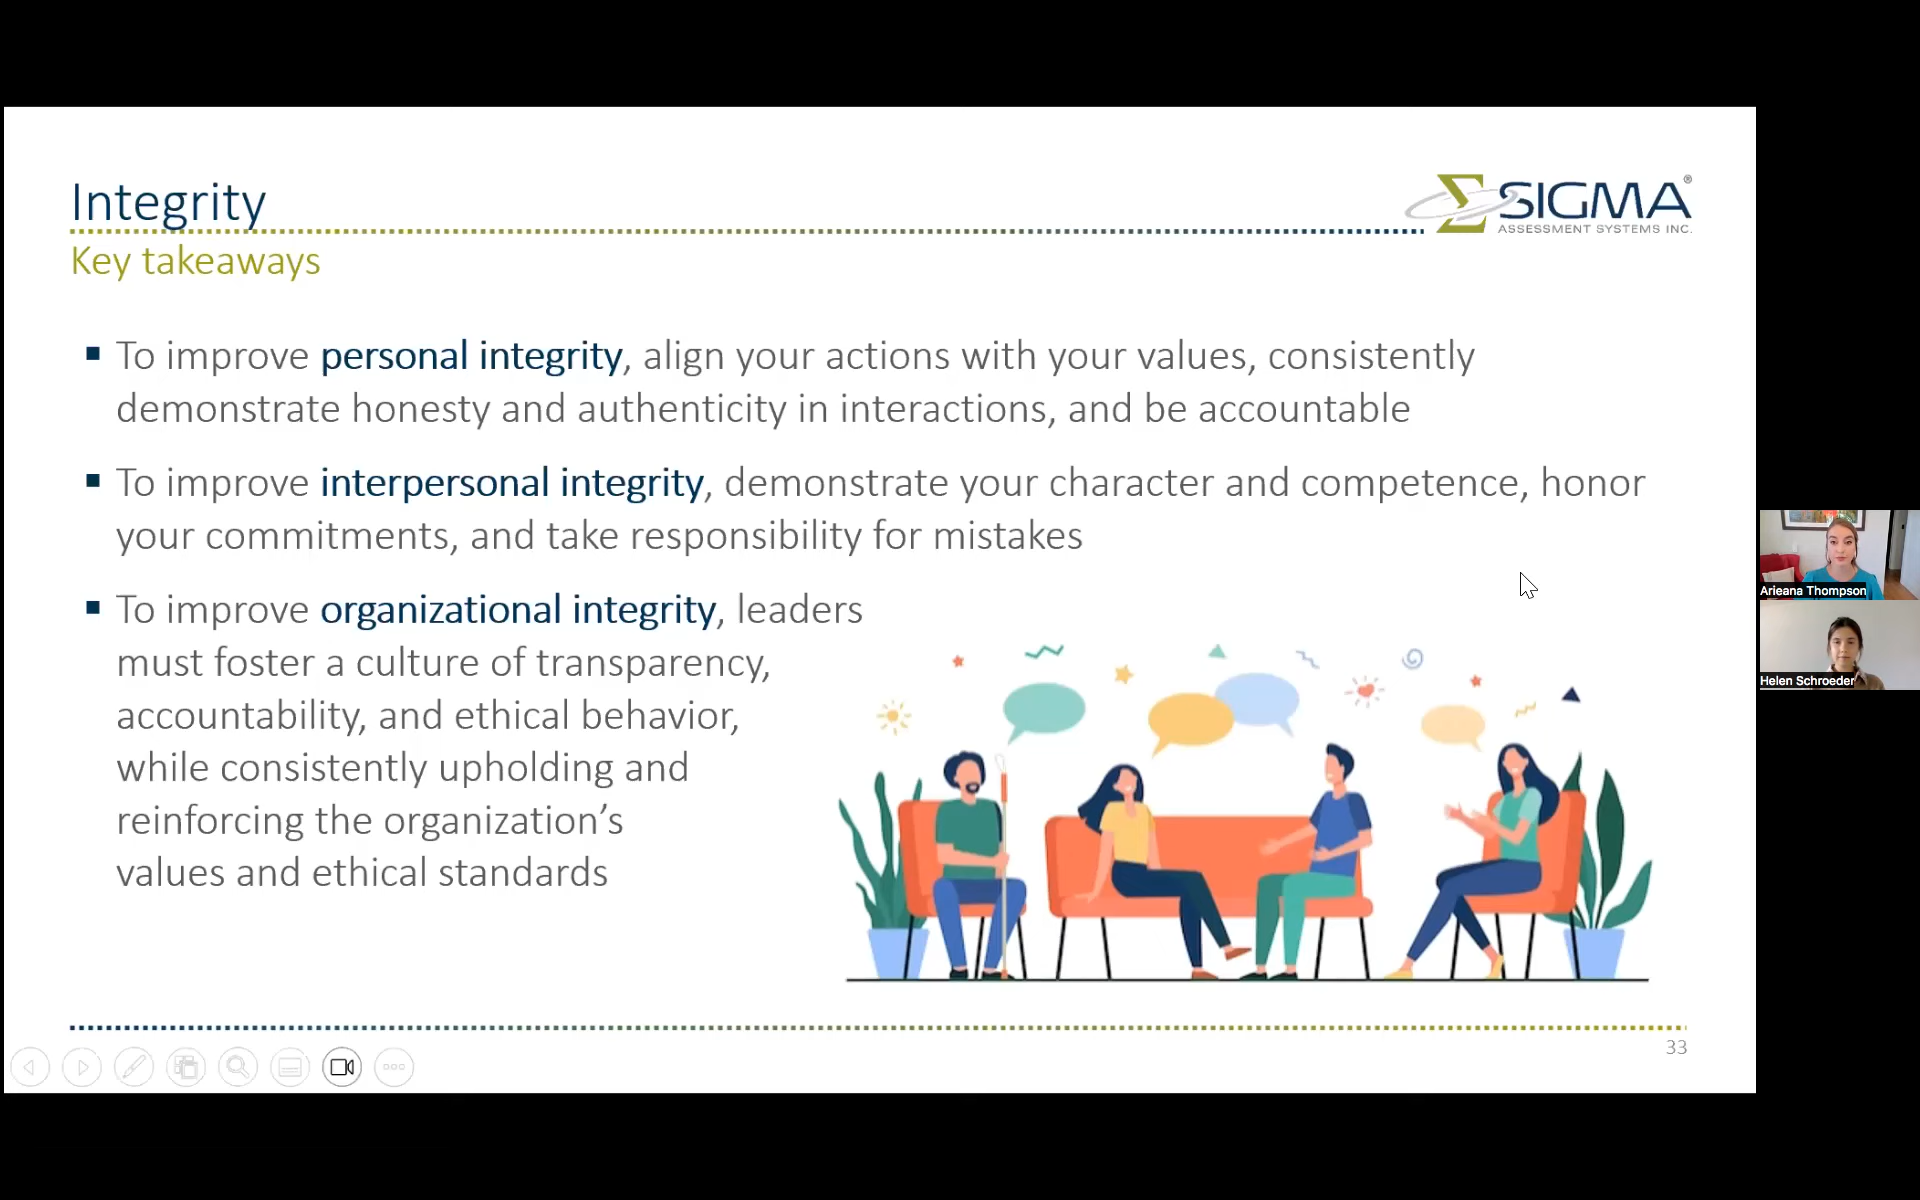 Integrity
SIGMA®
ASSESSMENT SYSTEMS INC.
Key takeaways
▪ To improve personal integrity, align your actions with your values, consistently
demonstrate honesty and authenticity in interactions, and be accountable
▪ To improve interpersonal integrity, demonstrate your character and competence, honor
your commitments, and take responsibility for mistakes
▪ To improve organizational integrity, leaders
must foster a culture of transparency,
accountability, and ethical behavior,
while consistently upholding and
reinforcing the organization’s
values and ethical standards
33
Arieana Thompson
Helen Schroeder